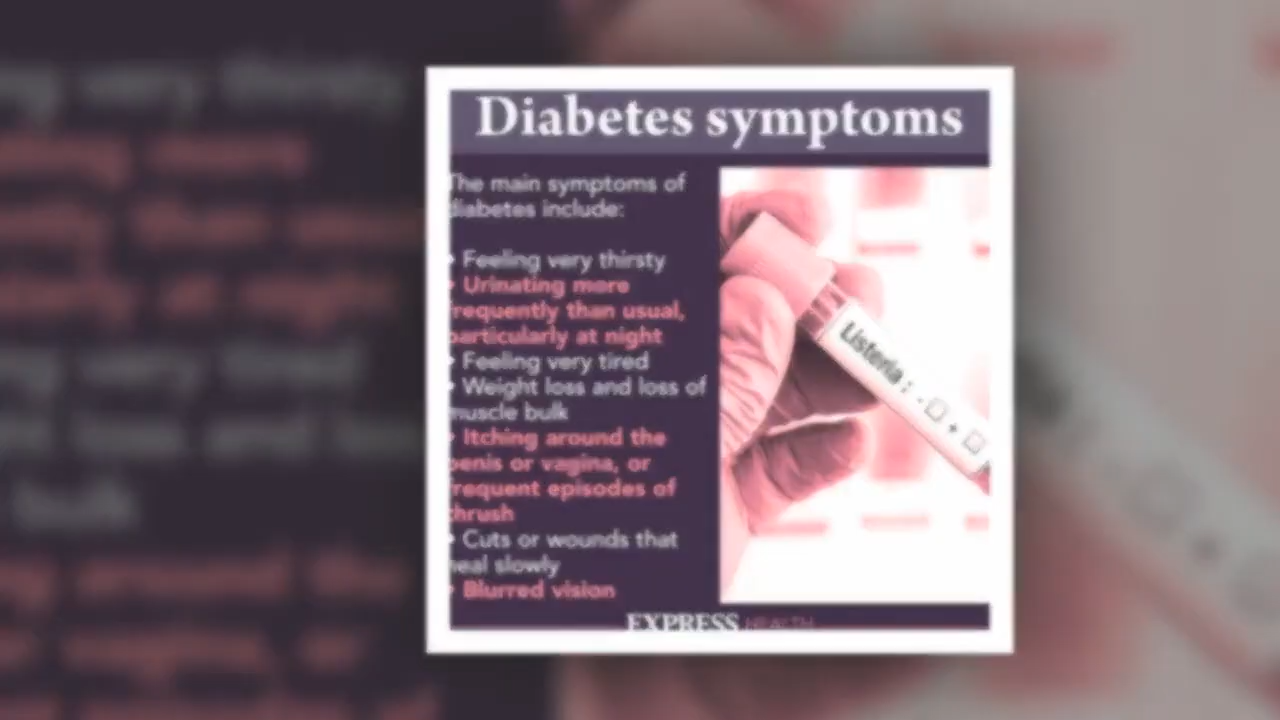 Diabetes symptoms
The main symptoms of
diabetes include:
• Feeling very thirsty
• Urinating more
frequently than usual,
particularly at night
• Feeling very tired
• Weight loss and loss of
muscle bulk
• Itching around the
penis or vagina, or
frequent episodes of
thrush
• Cuts or wounds that
heal slowly
• Blurred vision
Listeria : - □ + □
EXPRESS HEALTH